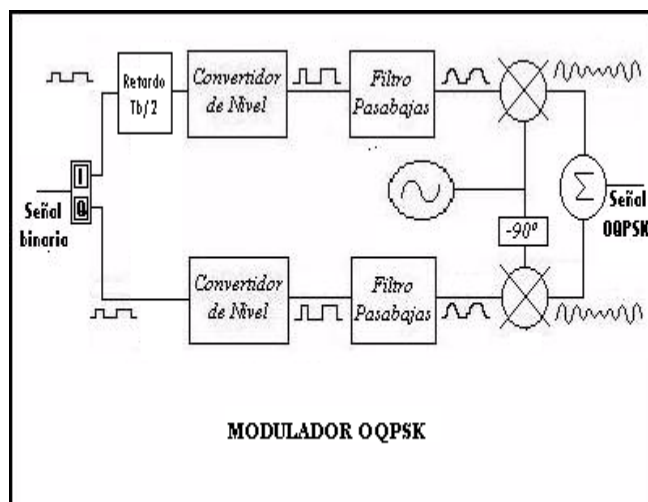 Retardo
Tb/2
Convertidor
de Nivel
Filtro
Pasabajas
I
Q
Señal
binaria
Σ
Señal
OQPSK
-90º
Convertidor
de Nivel
Filtro
Pasabajas
MODULADOR OQPSK